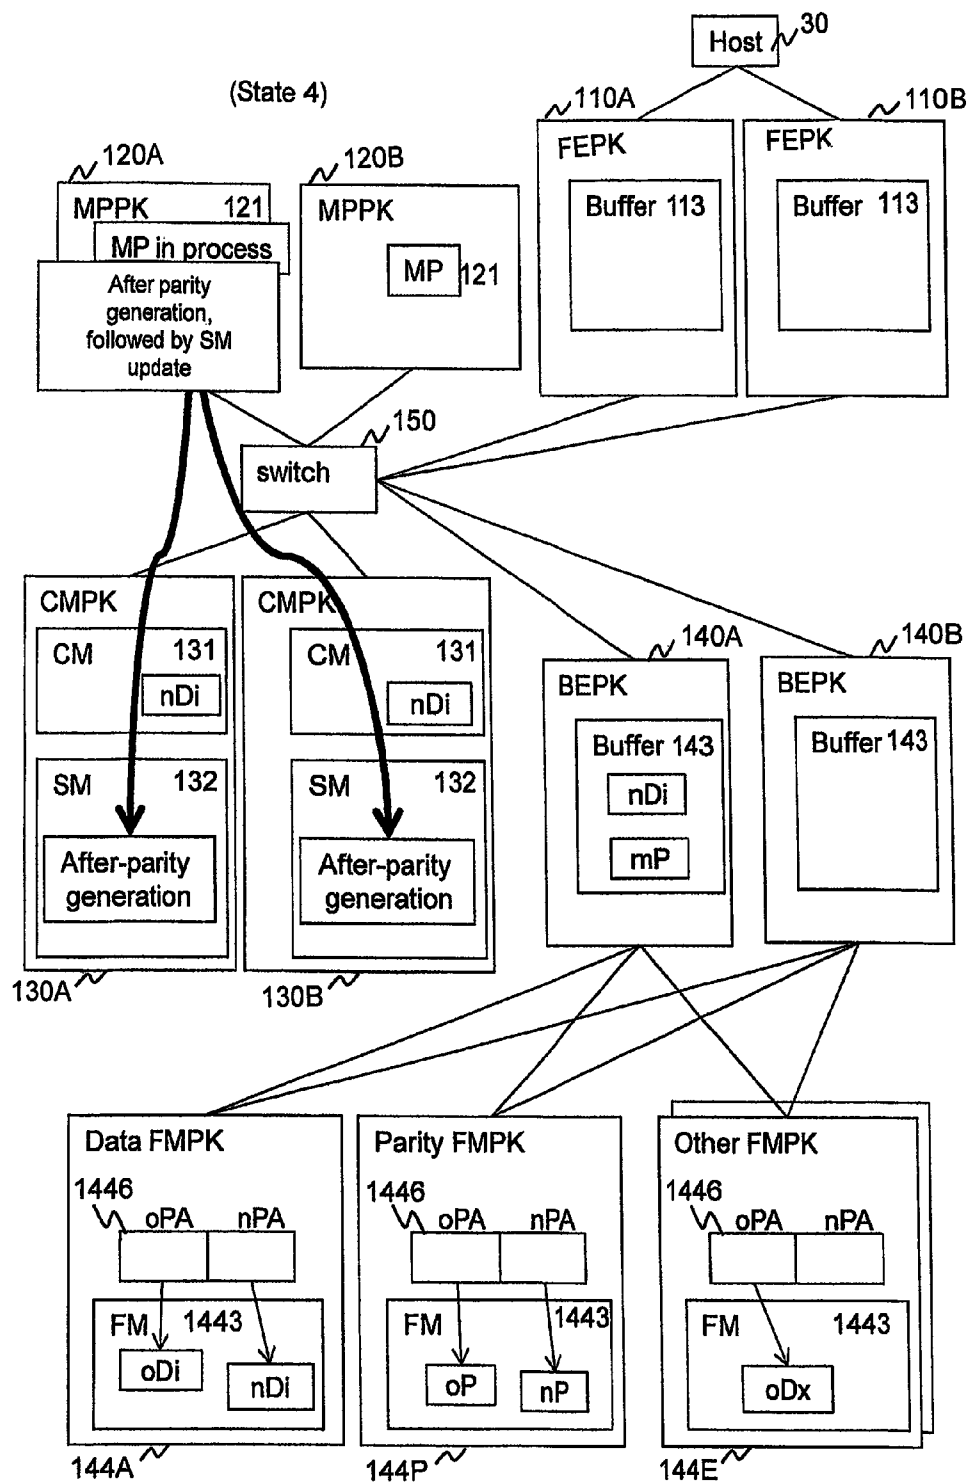 Host
30
(State 4)
110A
110B
FEPK
Buffer 113
FEPK
Buffer 113
120A
MPPK
121
MP in process
After parity
generation,
followed by SM
update
120B
MPPK
MP
121
150
switch
CMPK
CM
131
nDi
SM
132
After-parity
generation
130A
CMPK
CM
131
nDi
SM
132
After-parity
generation
130B
140A
BEPK
Buffer 143
nDi
mP
140B
BEPK
Buffer 143
Data FMPK
1446
oPA
nPA
FM
1443
oDi
nDi
144A
Parity FMPK
1446
oPA
nPA
FM
1443
oP
nP
144P
Other FMPK
1446
oPA
nPA
FM
1443
oDx
144E